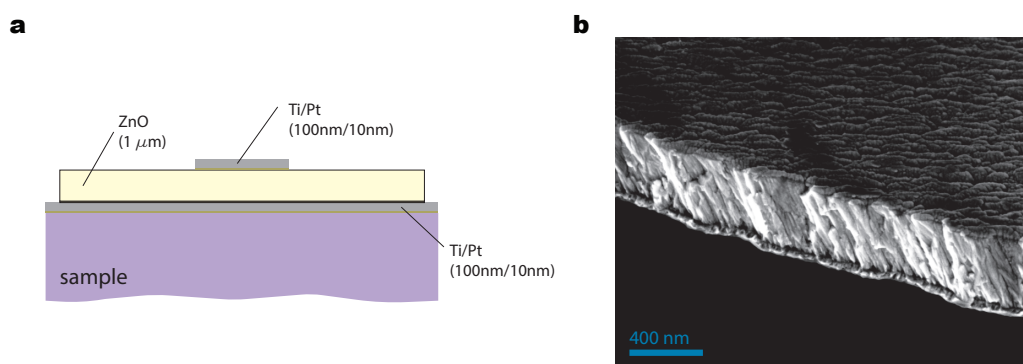 a
b
ZnO
(1 μm)
Ti/Pt
(100nm/10nm)
Ti/Pt
(100nm/10nm)
sample
400 nm